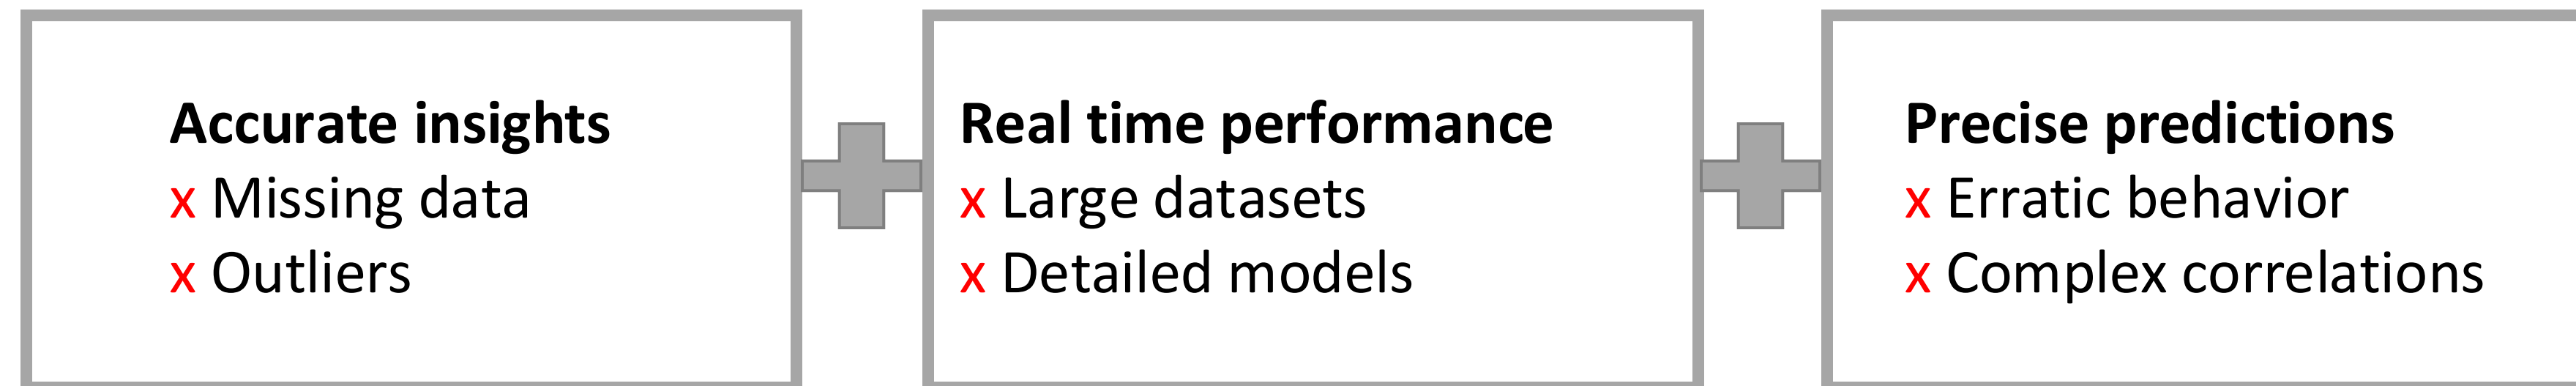 Accurate insights
x Missing data
x Outliers
Real time performance
x Large datasets
x Detailed models
Precise predictions
x Erratic behavior
x Complex correlations